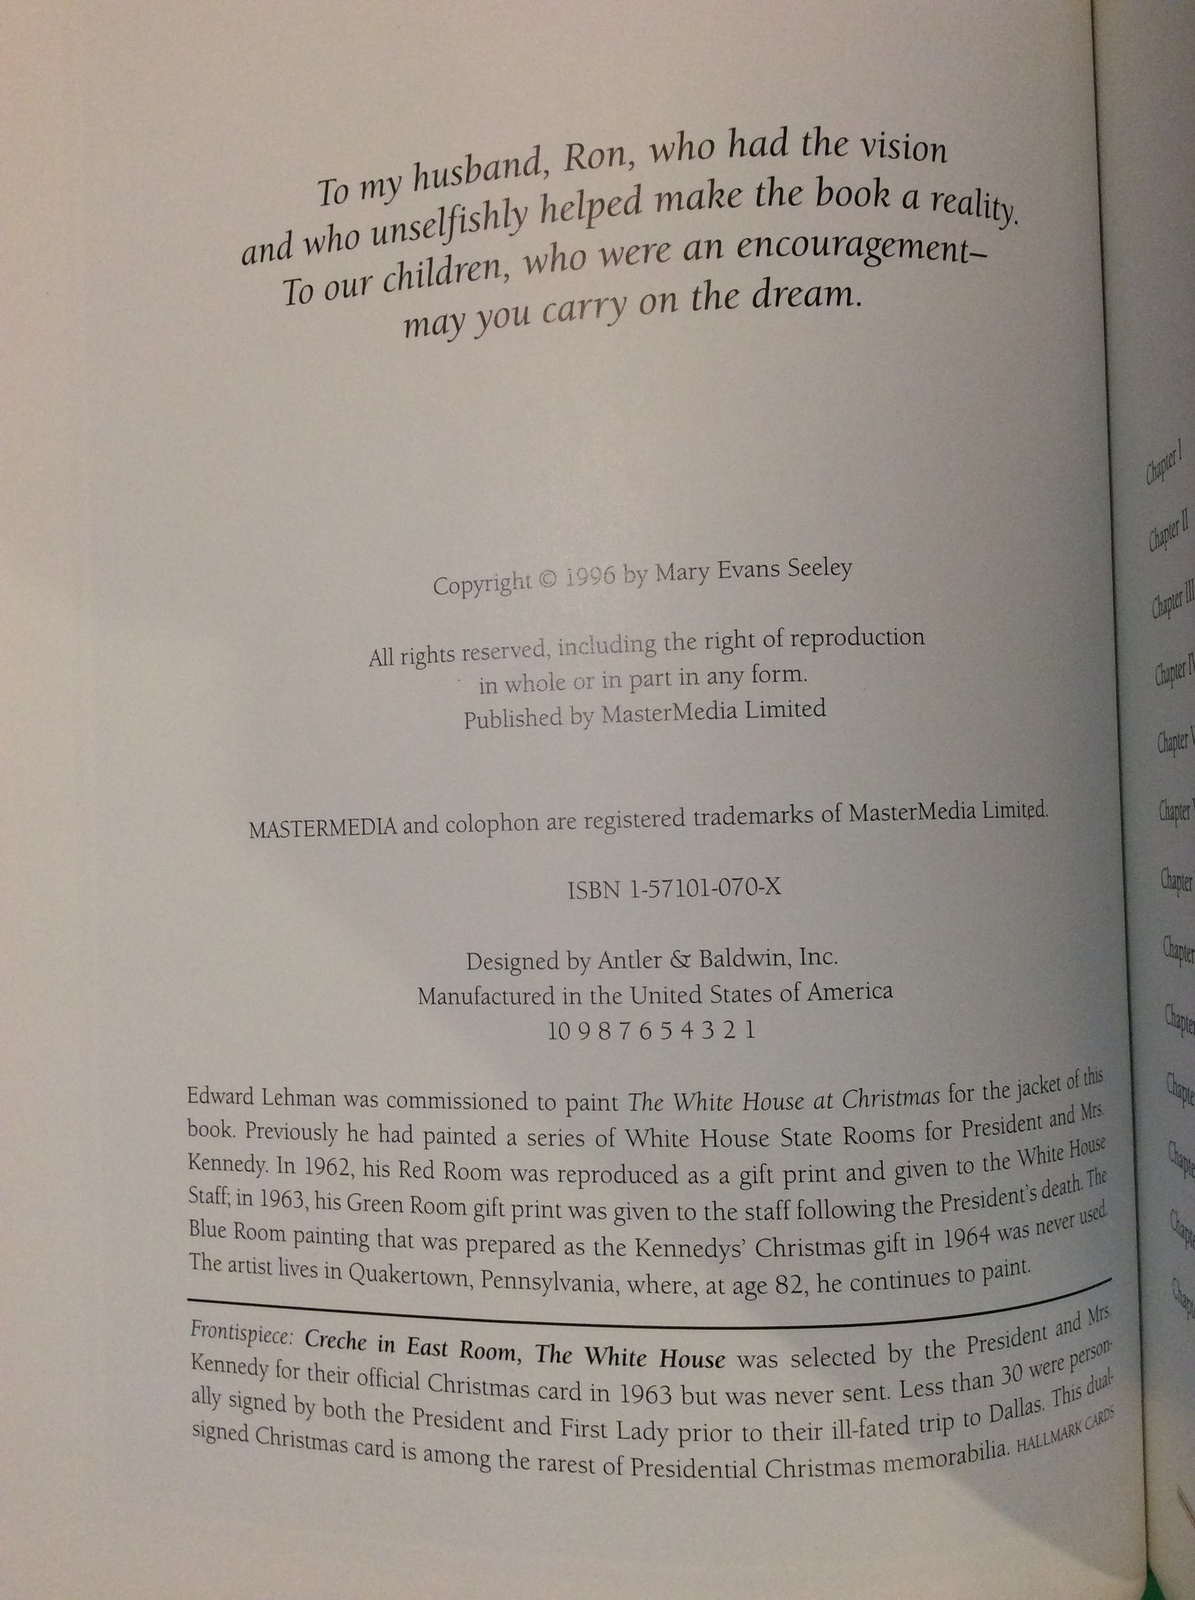 To my husband, Ron, who had the vision
and who unselfishly helped make the book a reality.
To our children, who were an encouragement–
may you carry on the dream.
Copyright © 1996 by Mary Evans Seeley
All rights reserved, including the right of reproduction
in whole or in part in any form.
Published by MasterMedia Limited
MASTERMEDIA and colophon are registered trademarks of MasterMedia Limited.
ISBN 1-57101-070-X
Designed by Antler & Baldwin, Inc.
Manufactured in the United States of America
10 9 8 7 6 5 4 3 2 1
Edward Lehman was commissioned to paint The White House at Christmas for the jacket of this
book. Previously he had painted a series of White House State Rooms for President and Mrs.
Kennedy. In 1962, his Red Room was reproduced as a gift print and given to the White House
Staff; in 1963, his Green Room gift print was given to the staff following the President's death. The
Blue Room painting that was prepared as the Kennedys' Christmas gift in 1964 was never used.
The artist lives in Quakertown, Pennsylvania, where, at age 82, he continues to paint.
Frontispiece: Creche in East Room, The White House was selected by the President and Mrs.
Kennedy for their official Christmas card in 1963 but was never sent. Less than 30 were person-
ally signed by both the President and First Lady prior to their ill-fated trip to Dallas. This dual-
signed Christmas card is among the rarest of Presidential Christmas memorabilia. HALLMARK CARDS
Chapter I
Chapter II
Chapter III
Chapter
Chapter
Chapter
Chapter
Chapter